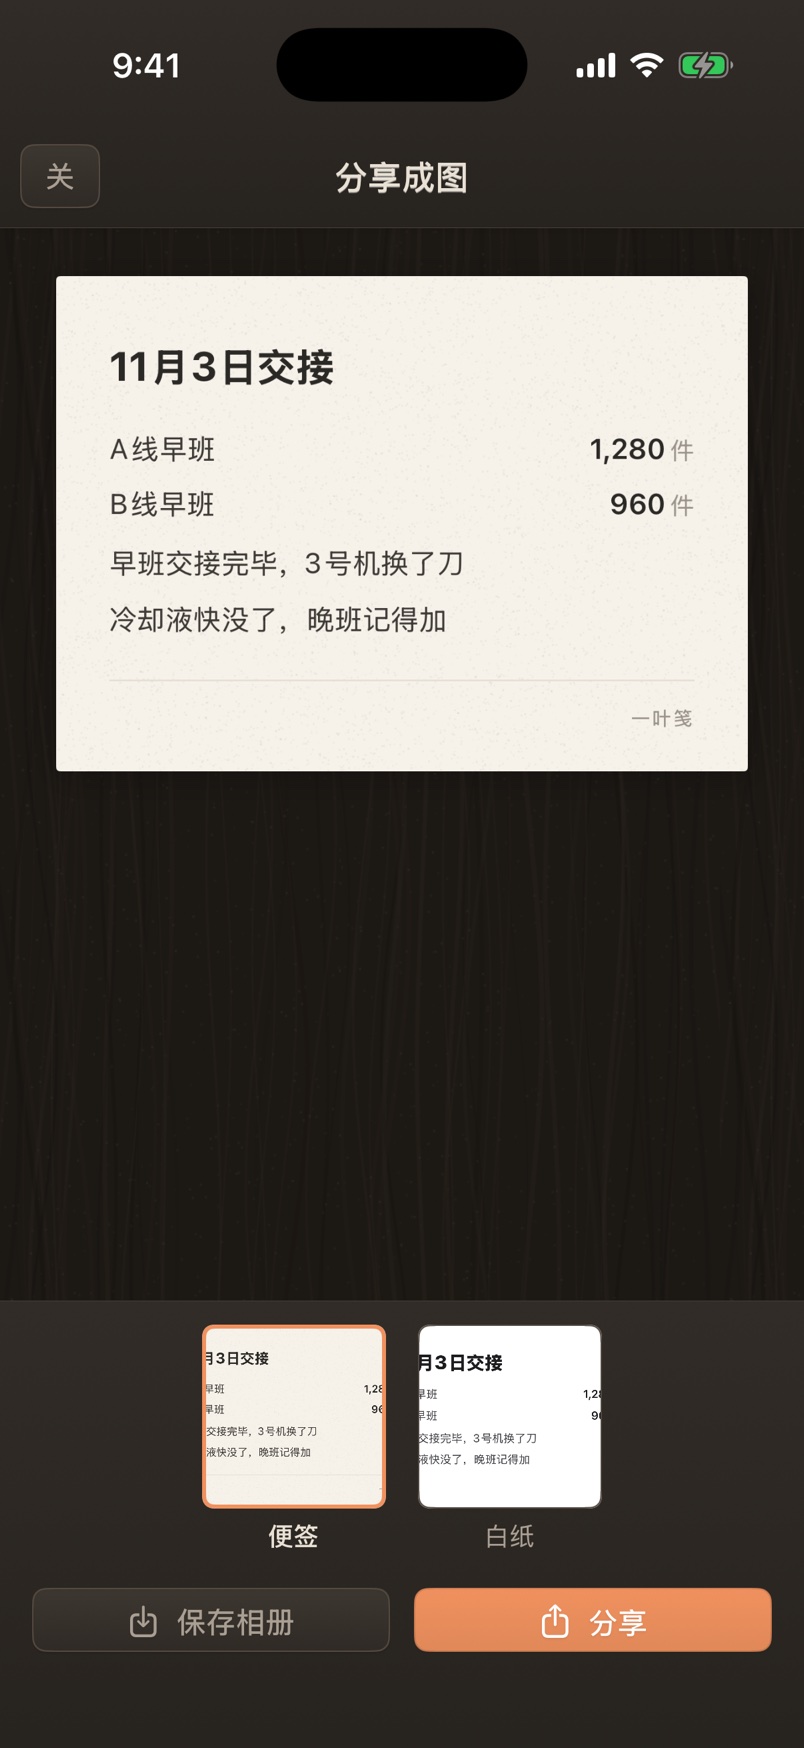 9:41
关
分享成图
11月3日交接
A线早班 1,280 件
B线早班 960 件
早班交接完毕，3号机换了刀
冷却液快没了，晚班记得加
一叶笺
月3日交接
早班 1,28
早班 96
交接完毕，3号机换了刀
液快没了，晚班记得加
月3日交接
早班 1,28
早班 96
交接完毕，3号机换了刀
液快没了，晚班记得加
便签
白纸
保存相册
分享